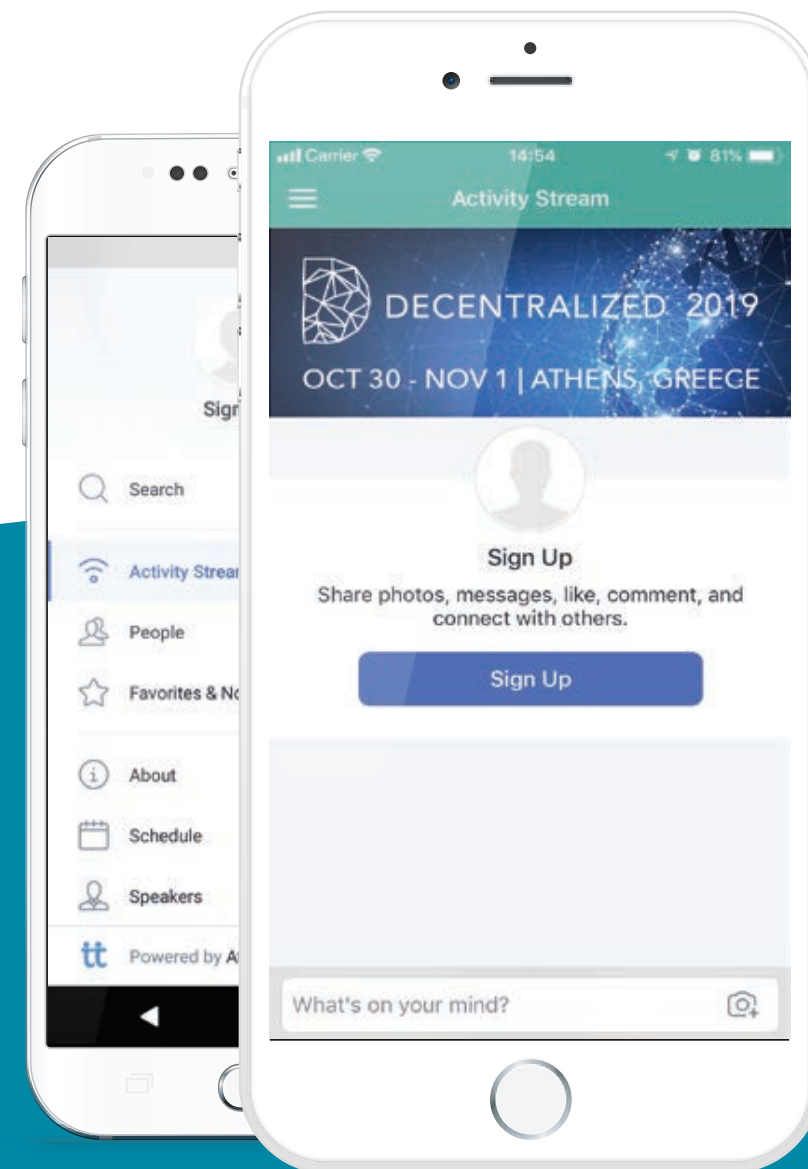 Carrier 14:54 81%
Activity Stream
DECENTRALIZED 2019
OCT 30 - NOV 1 | ATHENS, GREECE
Sign Up
Share photos, messages, like, comment, and
connect with others.
Sign Up
What's on your mind?
Search
Activity
People
Favorites &
About
Schedule
Speakers
tt Powered by